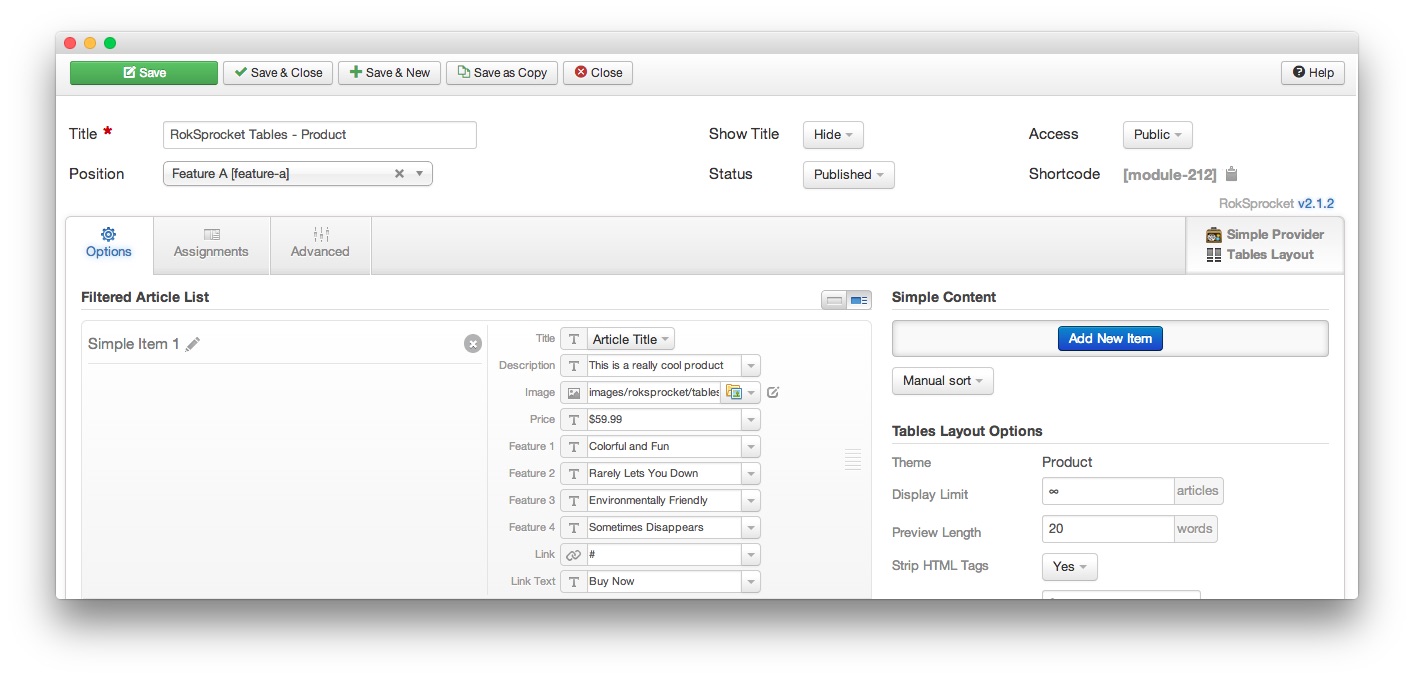 Save
Save & Close
Save & New
Save as Copy
Close
Help
Title *
RokSprocket Tables - Product
Show Title
Hide
Access
Public
Position
Feature A [feature-a]
Status
Published
Shortcode
[module-212]
RokSprocket v2.1.2
Options
Assignments
Advanced
Simple Provider
Tables Layout
Filtered Article List
Simple Item 1
Title
Article Title
Description
This is a really cool product
Image
images/roksprocket/tables
Price
$59.99
Feature 1
Colorful and Fun
Feature 2
Rarely Lets You Down
Feature 3
Environmentally Friendly
Feature 4
Sometimes Disappears
Link
#
Link Text
Buy Now
Simple Content
Add New Item
Manual sort
Tables Layout Options
Theme
Product
Display Limit
∞
articles
Preview Length
20
words
Strip HTML Tags
Yes